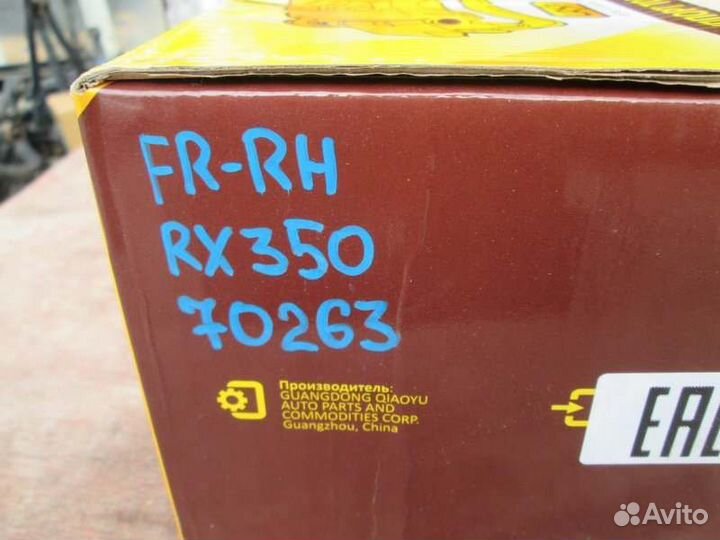 FR-RH
RX350
70263
Производитель:
GUANGDONG QIAOYU
AUTO PARTS AND
COMMODITIES CORP.
Guangzhou, China
EAC
Avito